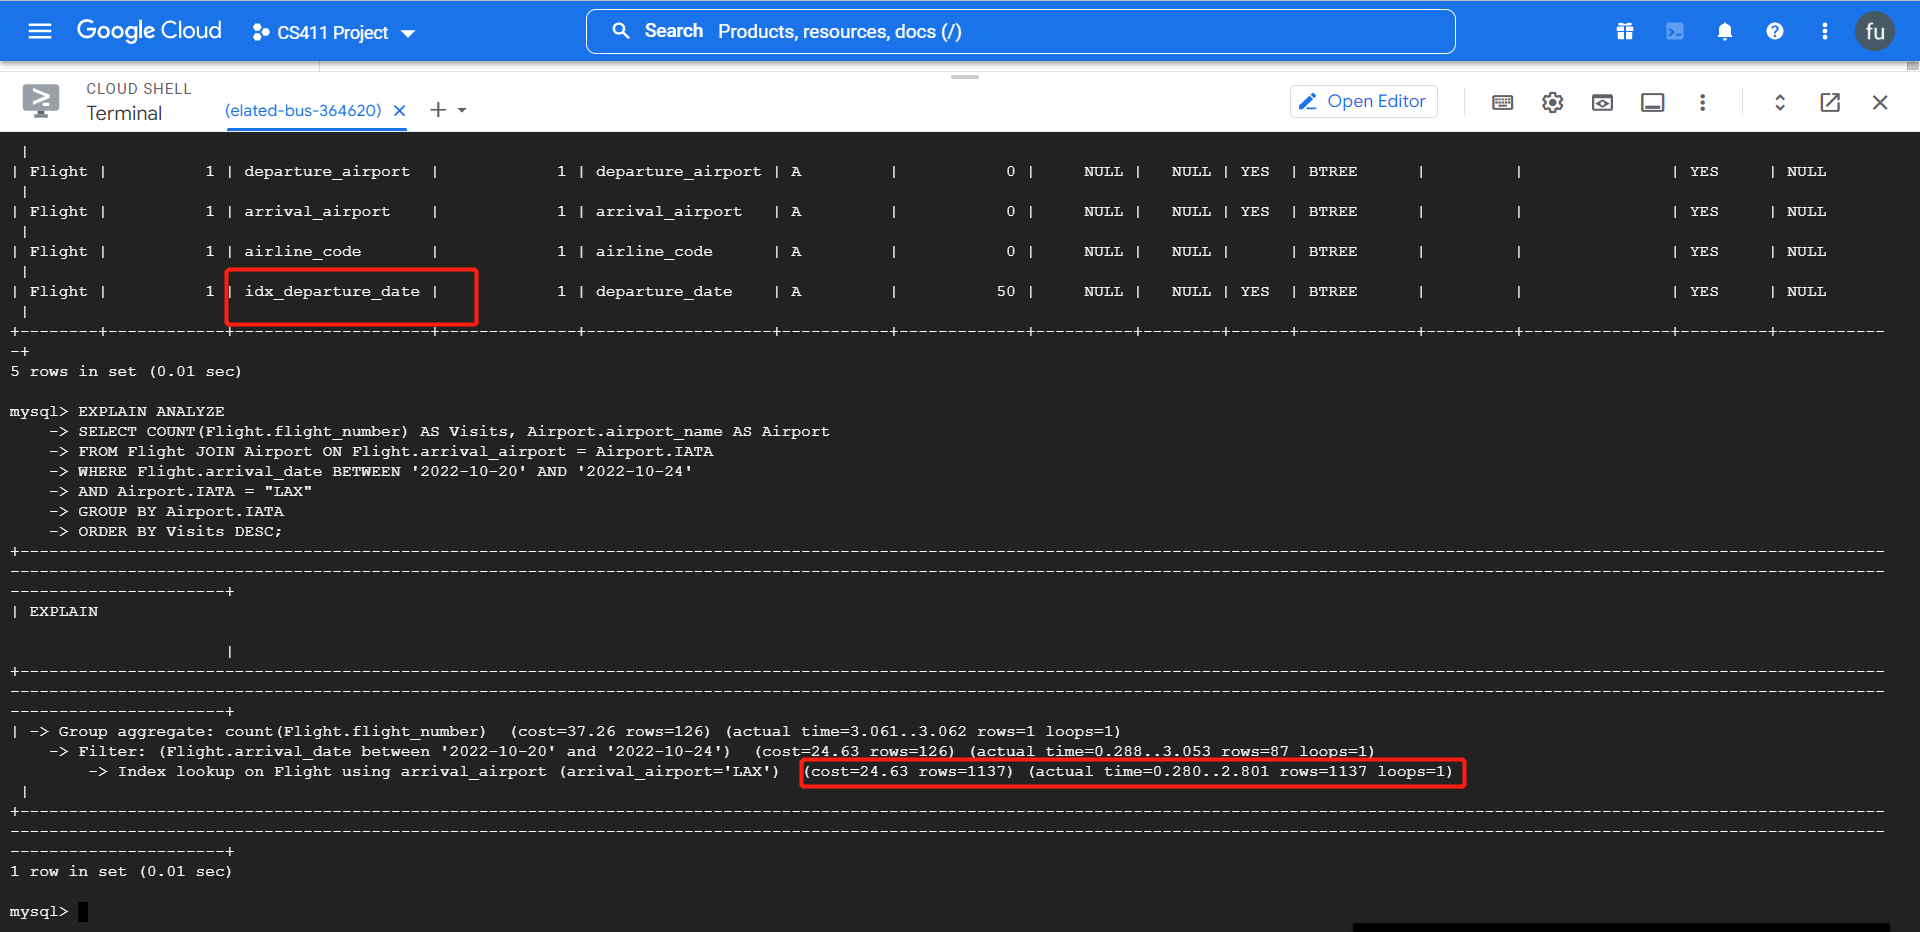 Google Cloud CS411 Project Search Products, resources, docs (/) fu
CLOUD SHELL
Terminal
(elated-bus-364620)
Open Editor
|
| Flight | 1 | departure_airport | 1 | departure_airport | A | 0 | NULL | NULL | YES | BTREE | | | YES | NULL
|
| Flight | 1 | arrival_airport | 1 | arrival_airport | A | 0 | NULL | NULL | YES | BTREE | | | YES | NULL
|
| Flight | 1 | airline_code | 1 | airline_code | A | 0 | NULL | NULL | | BTREE | | | YES | NULL
|
| Flight | 1 | idx_departure_date | 1 | departure_date | A | 50 | NULL | NULL | YES | BTREE | | | YES | NULL
|
+--------+------------+--------------------+--------------+-------------------+-----------+-------------+----------+--------+------+------------+---------+---------------+---------+-----------
-+
5 rows in set (0.01 sec)
mysql> EXPLAIN ANALYZE
-> SELECT COUNT(Flight.flight_number) AS Visits, Airport.airport_name AS Airport
-> FROM Flight JOIN Airport ON Flight.arrival_airport = Airport.IATA
-> WHERE Flight.arrival_date BETWEEN '2022-10-20' AND '2022-10-24'
-> AND Airport.IATA = "LAX"
-> GROUP BY Airport.IATA
-> ORDER BY Visits DESC;
| EXPLAIN
|
| -> Group aggregate: count(Flight.flight_number) (cost=37.26 rows=126) (actual time=3.061..3.062 rows=1 loops=1)
-> Filter: (Flight.arrival_date between '2022-10-20' and '2022-10-24') (cost=24.63 rows=126) (actual time=0.288..3.053 rows=87 loops=1)
-> Index lookup on Flight using arrival_airport (arrival_airport='LAX') (cost=24.63 rows=1137) (actual time=0.280..2.801 rows=1137 loops=1)
|
1 row in set (0.01 sec)
mysql>